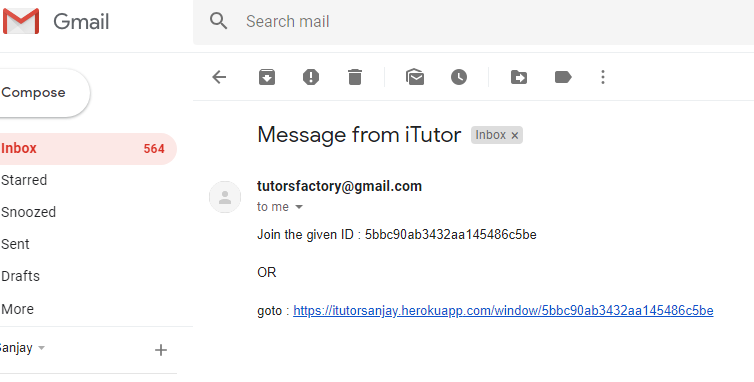 Gmail
Search mail
Compose
Inbox 564
Starred
Snoozed
Sent
Drafts
More
Sanjay
Message from iTutor Inbox ×
tutorsfactory@gmail.com
to me
Join the given ID : 5bbc90ab3432aa145486c5be
OR
goto : https://itutorsanjay.herokuapp.com/window/5bbc90ab3432aa145486c5be